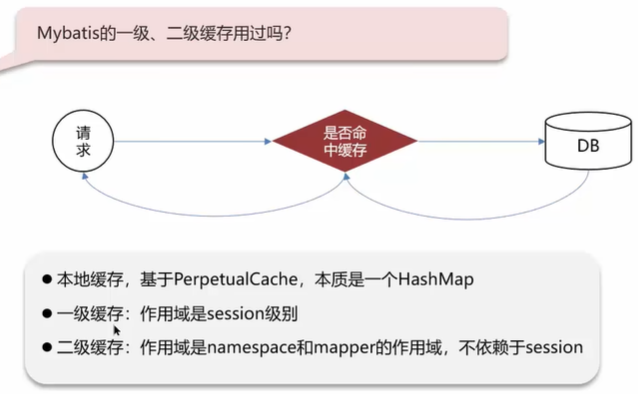 Mybatis的一级、二级缓存用过吗？
请
求
是否命
中缓存
DB
● 本地缓存，基于PerpetualCache，本质是一个HashMap
● 一级缓存：作用域是session级别
● 二级缓存：作用域是namespace和mapper的作用域，不依赖于session